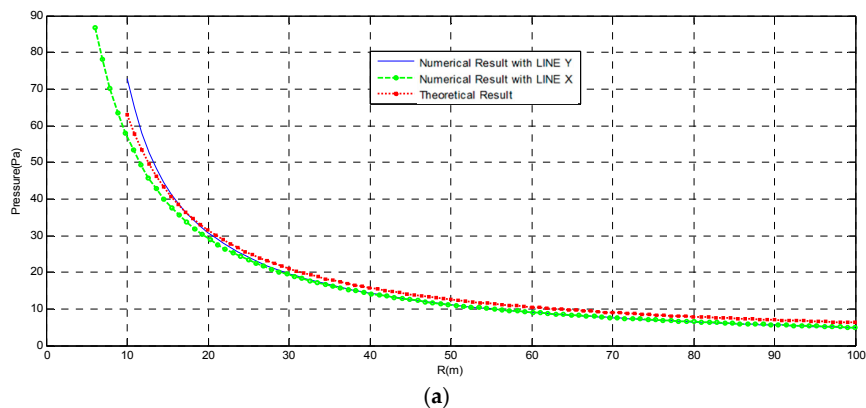 90
80
70
60
50
40
30
20
10
0
Pressure(Pa)
Numerical Result with LINE Y
Numerical Result with LINE X
Theoretical Result
0 10 20 30 40 50 60 70 80 90 100
R(m)
(a)